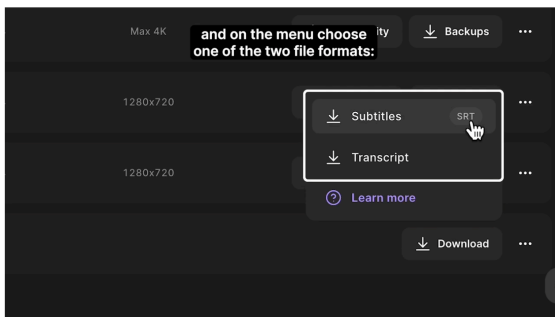 Max 4K
and on the menu choose
one of the two file formats:
ity
Backups
1280x720
Subtitles
SRT
Transcript
1280x720
Learn more
Download